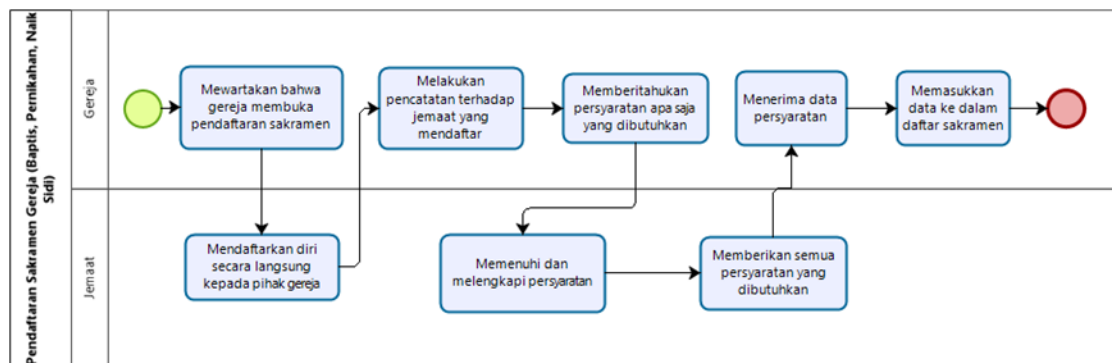 Pendaftaran Sakramen Gereja (Baptis, Pernikahan, Naik
Sidi)
Gereja
Mewartakan bahwa
gereja membuka
pendaftaran sakramen
Melakukan
pencatatan terhadap
jemaat yang
mendaftar
Memberitahukan
persyaratan apa saja
yang dibutuhkan
Menerima data
persyaratan
Memasukkan
data ke dalam
daftar sakramen
Jemaat
Mendaftarkan diri
secara langsung
kepada pihak gereja
Memenuhi dan
melengkapi persyaratan
Memberikan semua
persyaratan yang
dibutuhkan